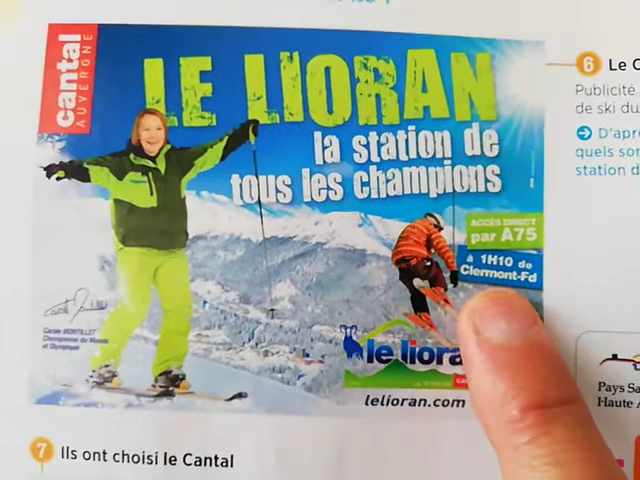 cantal
AUVERGNE
LE LIORAN
la station de
tous les champions
ACCÈS DIRECT
par A75
à 1H10 de
Clermont-Fd
Carole MONTILLET
Championne du Monde
et Olympique
le liora
lelioran.com
6 Le C
Publicité
de ski du
D'apr
quels son
station d
Pays Sa
Haute A
7 Ils ont choisi le Cantal